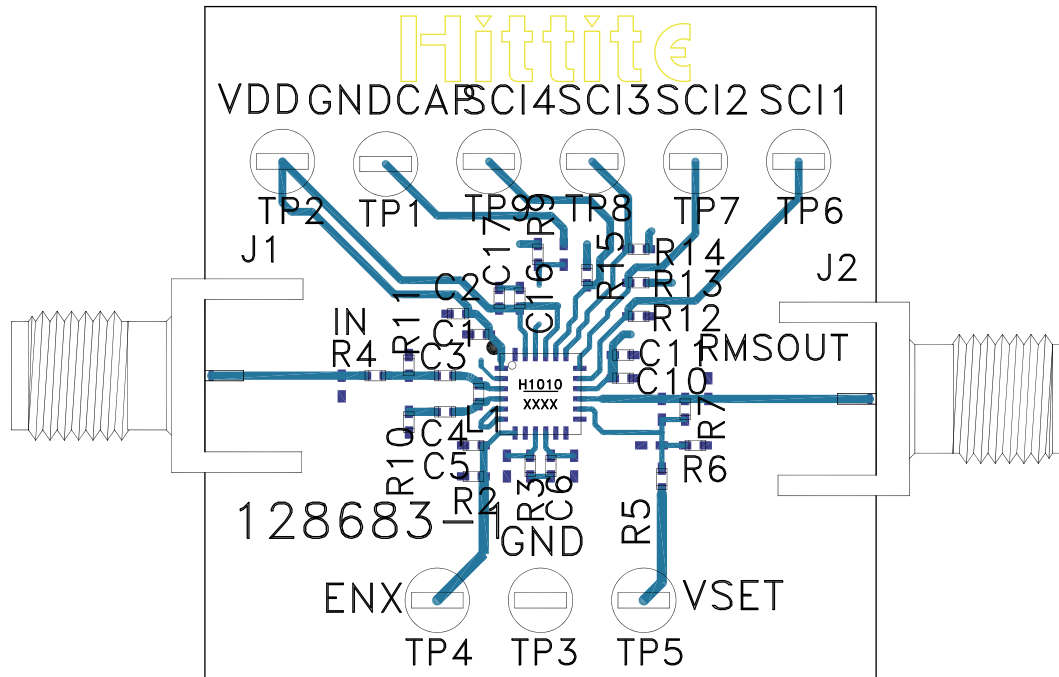 Hittite
VDD GND CAP SCI4 SCI3 SCI2 SCI1
TP2 TP1 TP9 TP8 TP7 TP6
J1
J2
R9
C17
C16
R15
R14
R13
R12
C2
C1
R11
IN
R4
C3
C11
C10
RMSOUT
H1010
XXXX
L1
C4
R10
C5
R2
R3
C6
R7
R6
R5
128683-1
GND
ENX
VSET
TP4 TP3 TP5